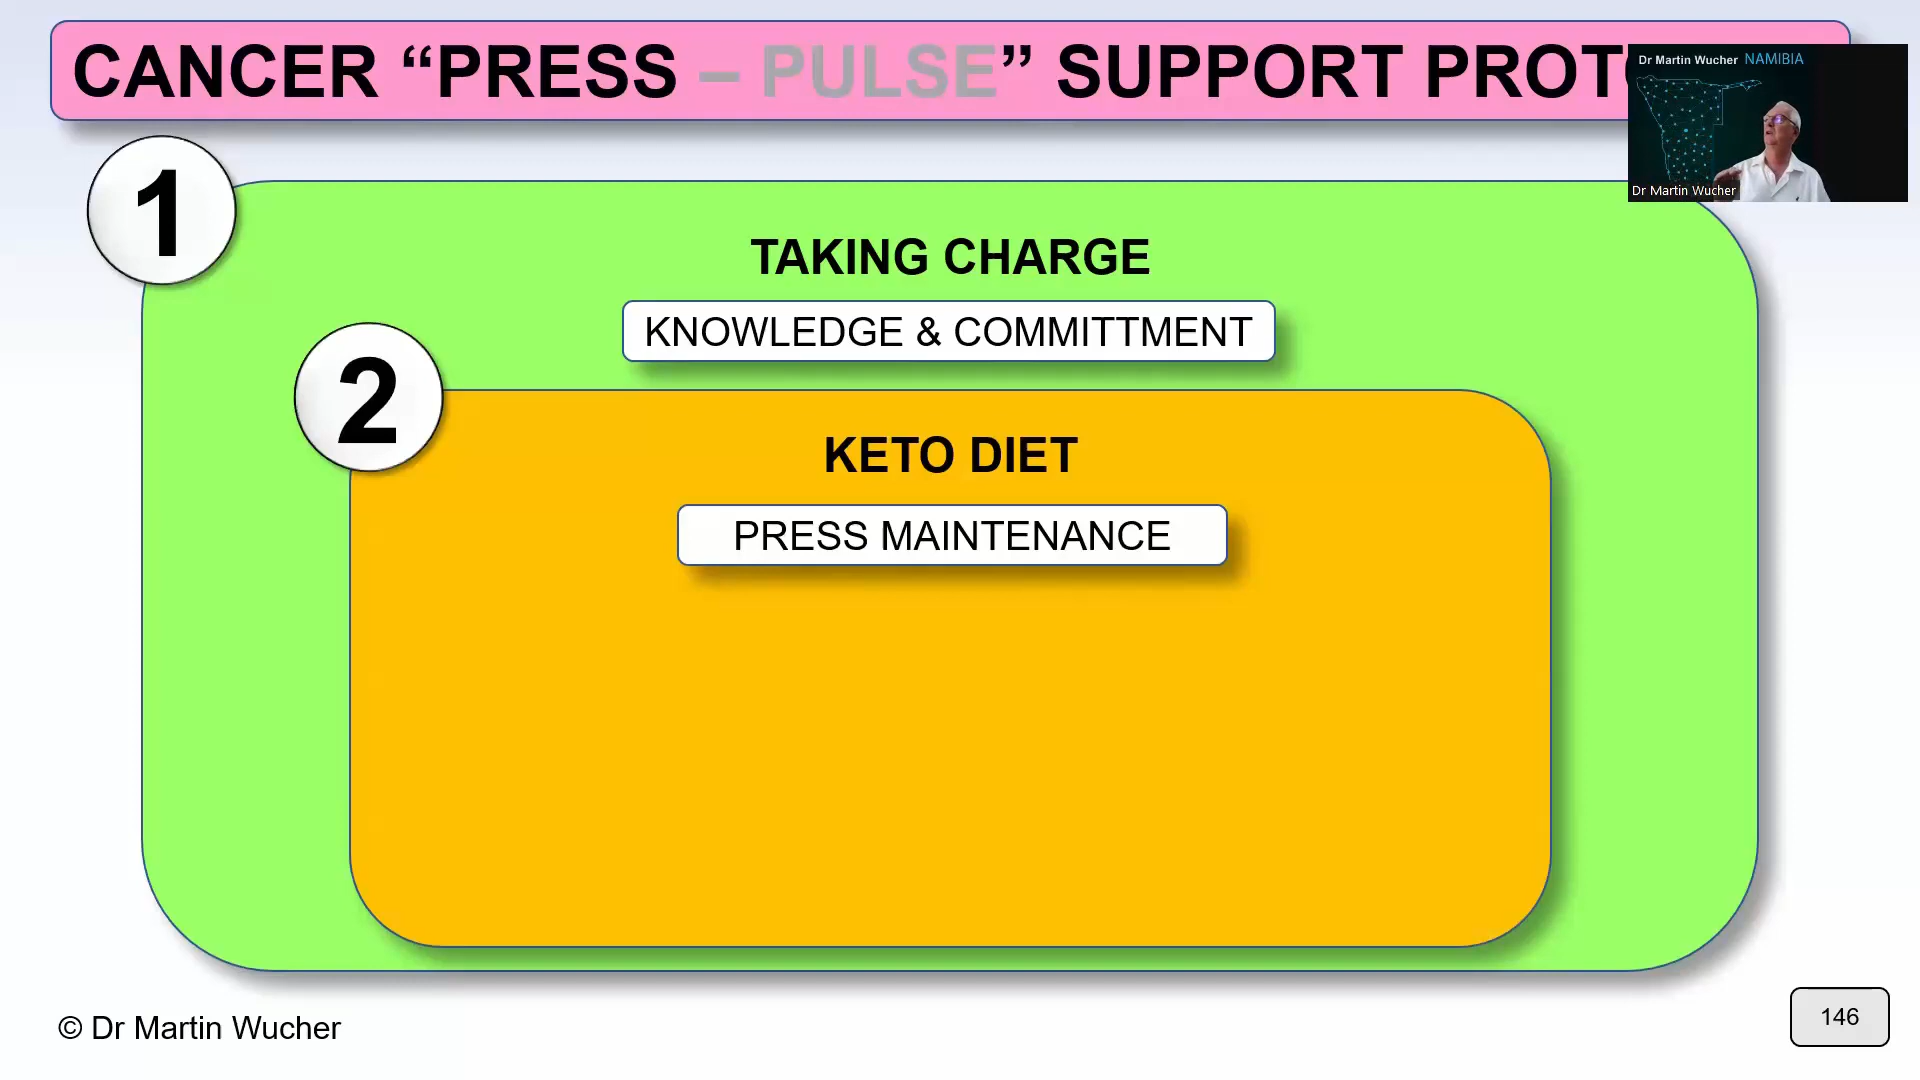 CANCER “PRESS – PULSE” SUPPORT PROT
Dr Martin Wucher NAMIBIA
Dr Martin Wucher
1
TAKING CHARGE
KNOWLEDGE & COMMITTMENT
2
KETO DIET
PRESS MAINTENANCE
© Dr Martin Wucher
146